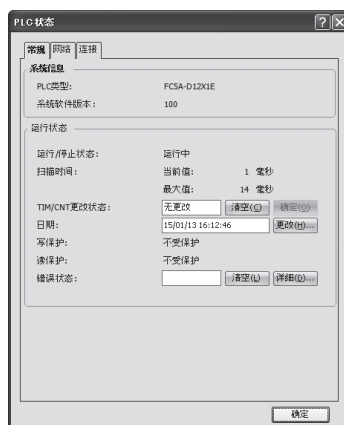 PLC状态
常规 网络 连接
系统信息
PLC类型: FC5A-D12X1E
系统软件版本: 100
运行状态
运行/停止状态: 运行中
扫描时间: 当前值: 1 毫秒
最大值: 14 毫秒
TIM/CNT更改状态: 无更改 清空(C) 确定(O)
日期: 15/01/13 16:12:46 更改(H)...
写保护: 不受保护
读保护: 不受保护
错误状态: 清空(L) 详细(D)...
确定